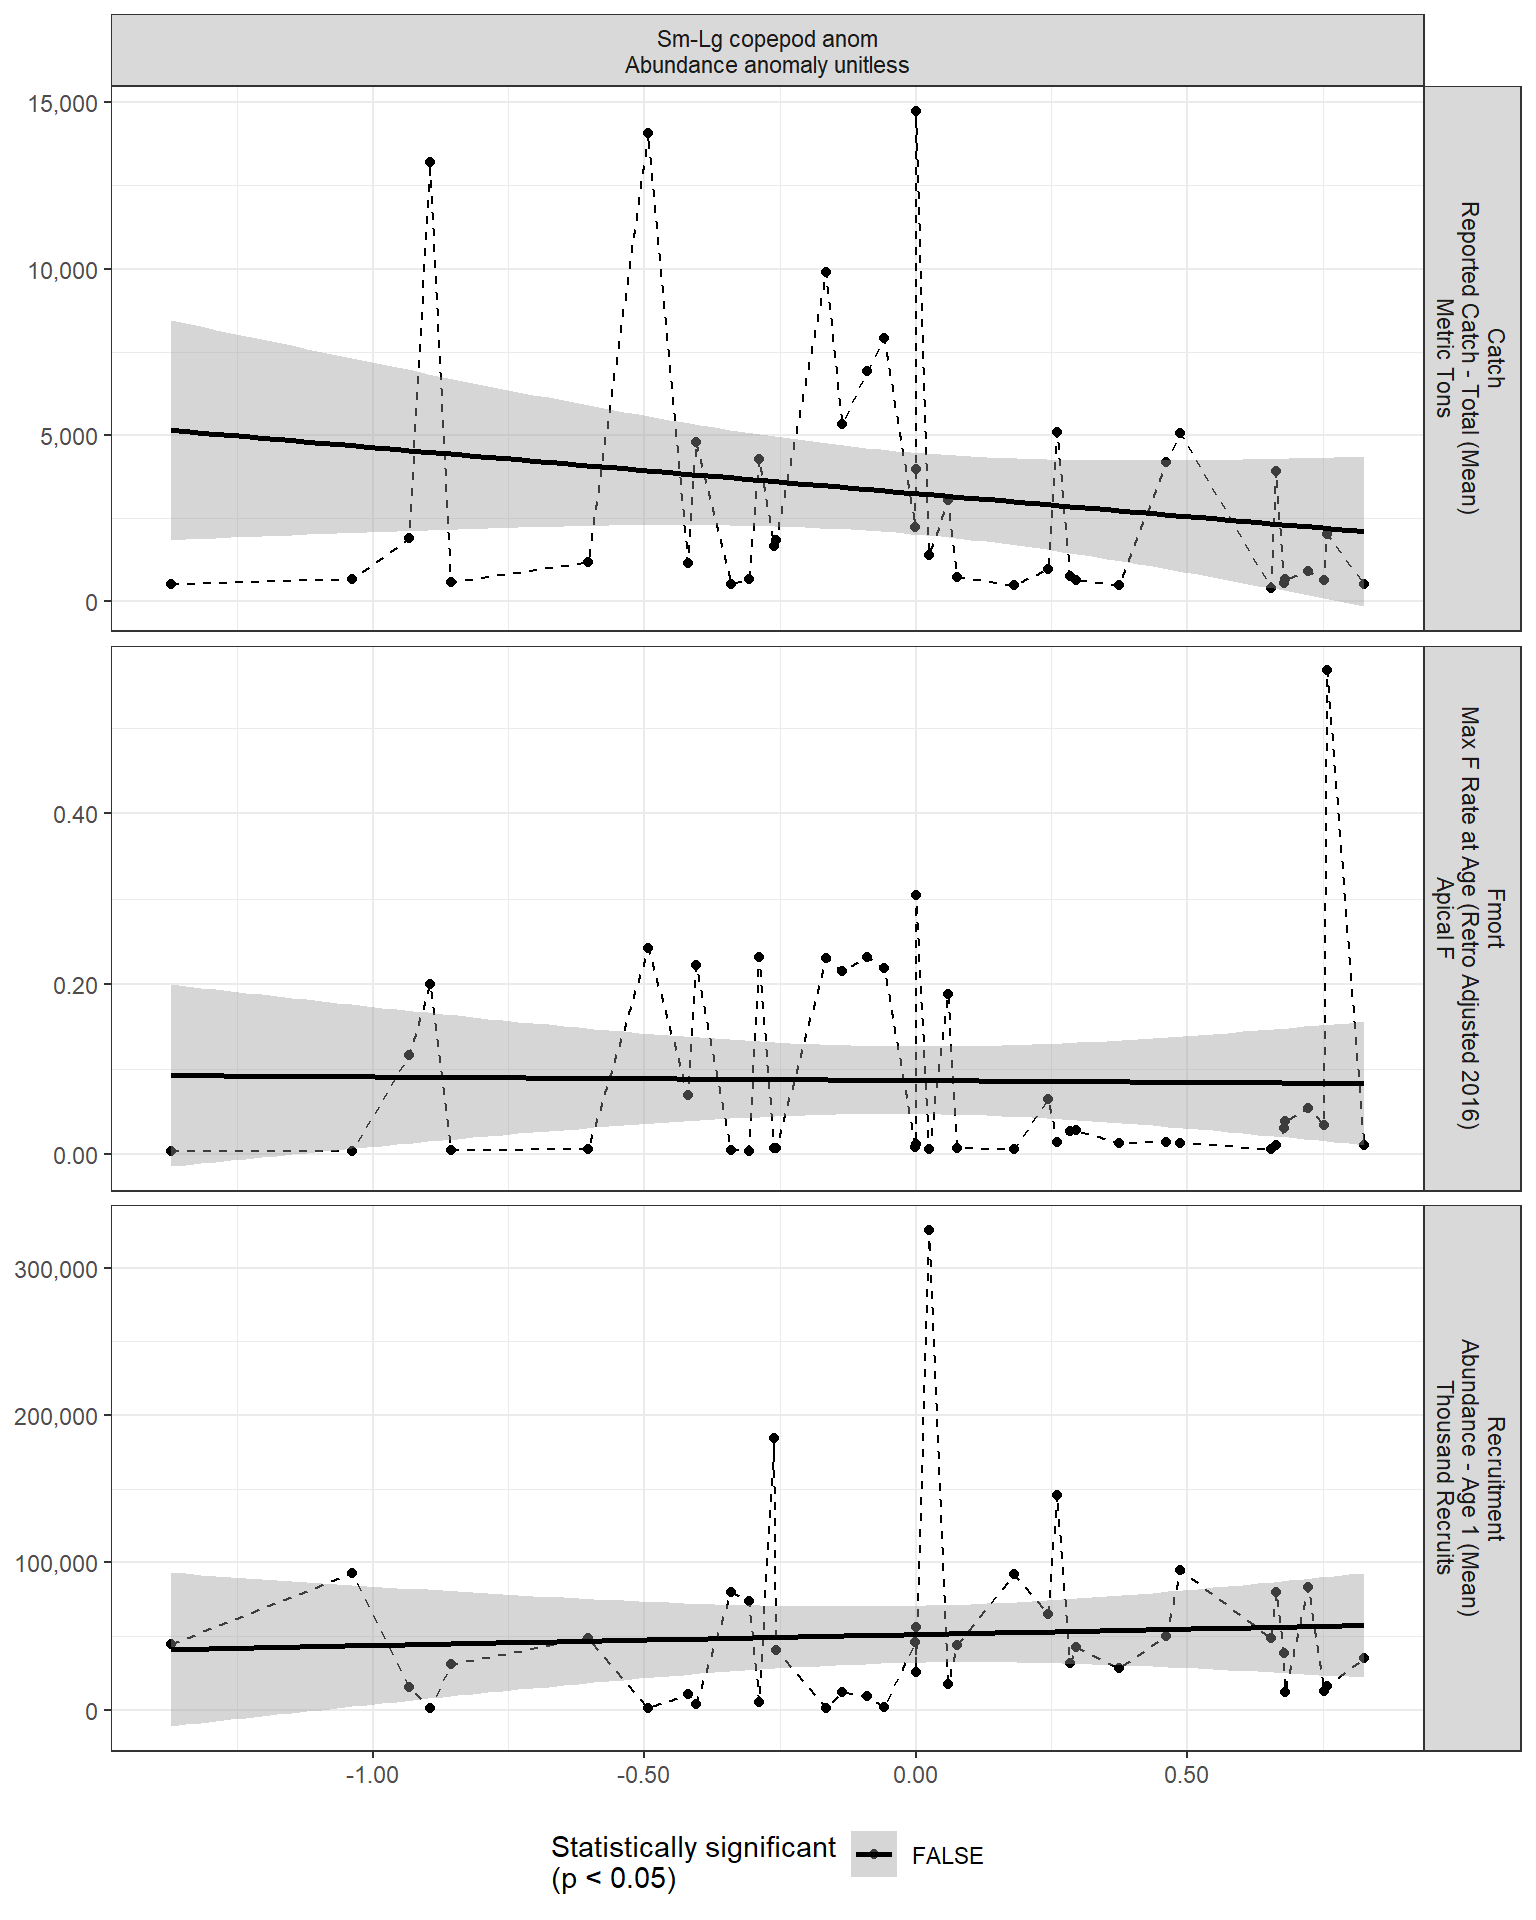 Sm-Lg copepod anom
Abundance anomaly unitless
15,000
10,000
5,000
0
Catch
Reported Catch - Total (Mean)
Metric Tons
0.40
0.20
0.00
Fmort
Max F Rate at Age (Retro Adjusted 2016)
Apical F
300,000
200,000
100,000
0
Recruitment
Abundance - Age 1 (Mean)
Thousand Recruits
-1.00
-0.50
0.00
0.50
Statistically significant
(p < 0.05)
FALSE